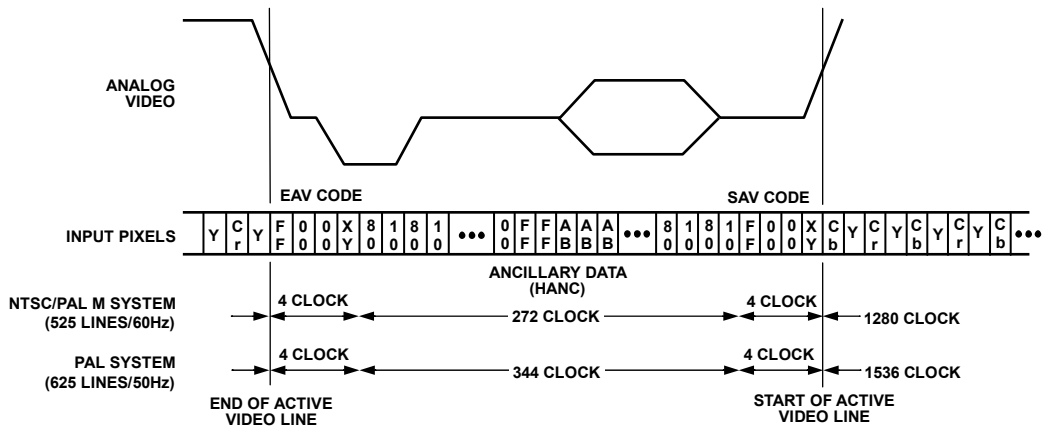 ANALOG
VIDEO
EAV CODE
SAV CODE
INPUT PIXELS
Y Cr Y FF 00 00 XY 80 10 80 10 ••• 00 FF FF AB AB AB ••• 80 10 80 10 FF 00 00 XY Cb Y Cr Y Cb Y Cr Y Cb •••
ANCILLARY DATA
(HANC)
NTSC/PAL M SYSTEM
(525 LINES/60Hz)
4 CLOCK
272 CLOCK
4 CLOCK
1280 CLOCK
PAL SYSTEM
(625 LINES/50Hz)
4 CLOCK
344 CLOCK
4 CLOCK
1536 CLOCK
END OF ACTIVE
VIDEO LINE
START OF ACTIVE
VIDEO LINE